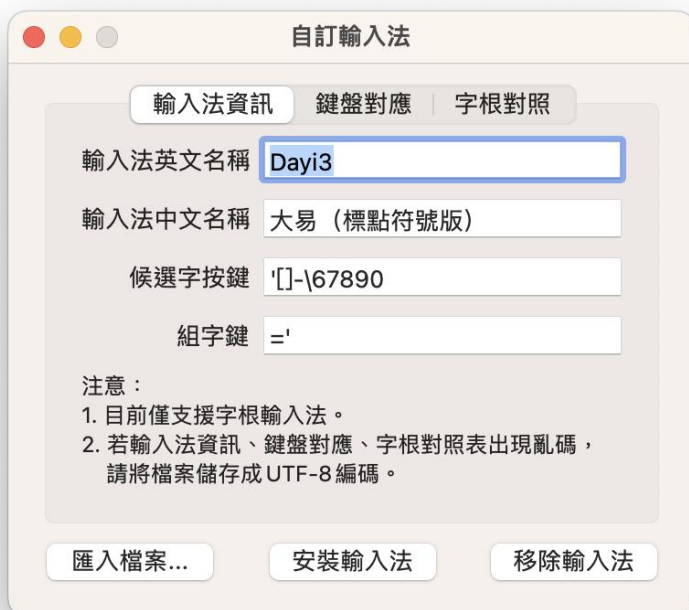 自訂輸入法
輸入法資訊 鍵盤對應 字根對照
輸入法英文名稱 Dayi3
輸入法中文名稱 大易（標點符號版）
候選字按鍵 '[]-\67890
組字鍵 ='
注意：
1. 目前僅支援字根輸入法。
2. 若輸入法資訊、鍵盤對應、字根對照表出現亂碼，
請將檔案儲存成UTF-8編碼。
匯入檔案... 安裝輸入法 移除輸入法